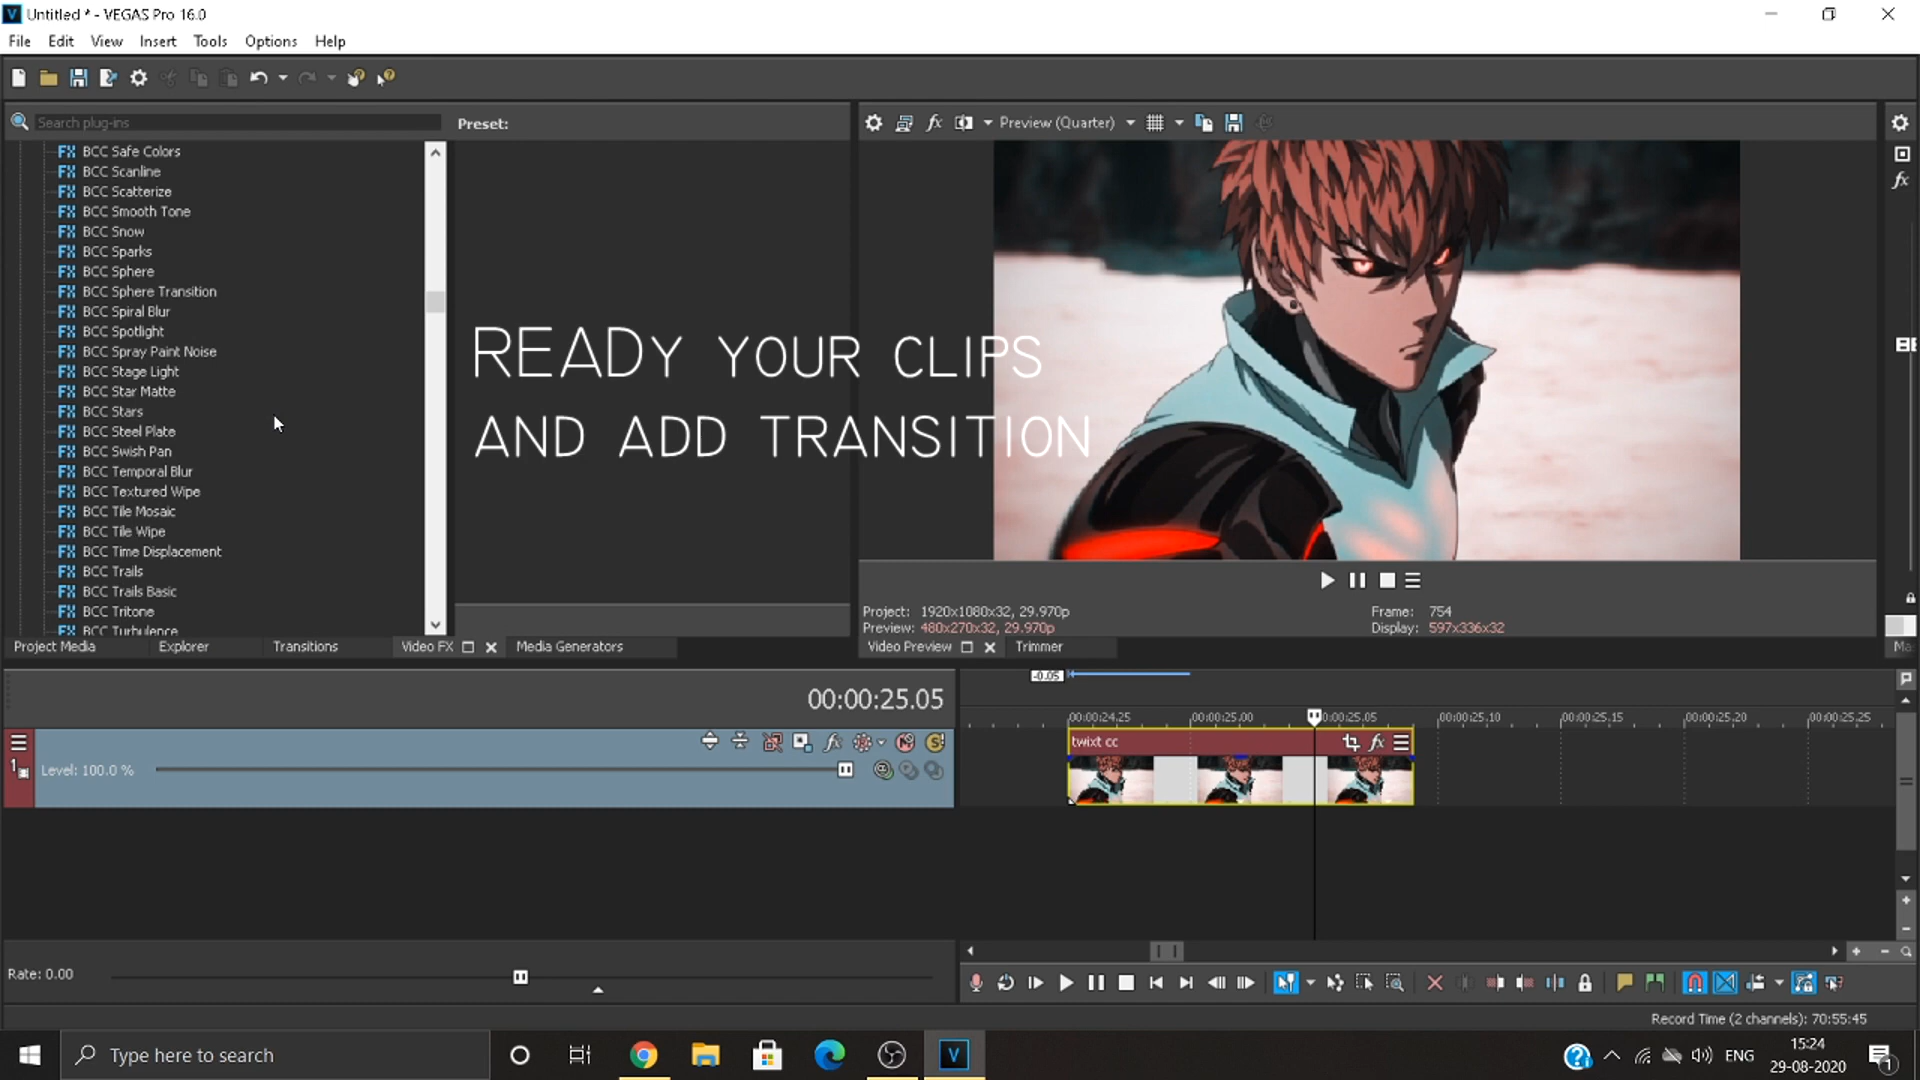 Untitled * - VEGAS Pro 16.0
File Edit View Insert Tools Options Help
Search plug-ins
Preset:
Preview (Quarter)
BCC Safe Colors
BCC Scanline
BCC Scatterize
BCC Smooth Tone
BCC Snow
BCC Sparks
BCC Sphere
BCC Sphere Transition
BCC Spiral Blur
BCC Spotlight
BCC Spray Paint Noise
BCC Stage Light
BCC Star Matte
BCC Stars
BCC Steel Plate
BCC Swish Pan
BCC Temporal Blur
BCC Textured Wipe
BCC Tile Mosaic
BCC Tile Wipe
BCC Time Displacement
BCC Trails
BCC Trails Basic
BCC Tritone
BCC Turbulence
READY YOUR CLIPS
AND ADD TRANSITION
Project: 1920x1080x32, 29.970p
Preview: 480x270x32, 29.970p
Frame: 754
Display: 597x336x32
Project Media Explorer Transitions Video FX Media Generators
Video Preview Trimmer
Ma
00:00:25.05
-0.05
00:00:24.25 00:00:25.00 00:00:25.05 00:00:25.10 00:00:25.15 00:00:25.20 00:00:25.25
twixt cc
1
Level: 100.0 %
Rate: 0.00
Record Time (2 channels): 70:55:45
Type here to search
ENG
15:24
29-08-2020
1